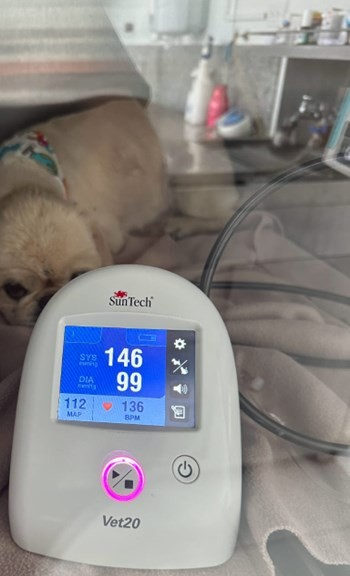 SunTech®
SYS
mmHg
146
DIA
mmHg
99
112
MAP
136
BPM
Vet20